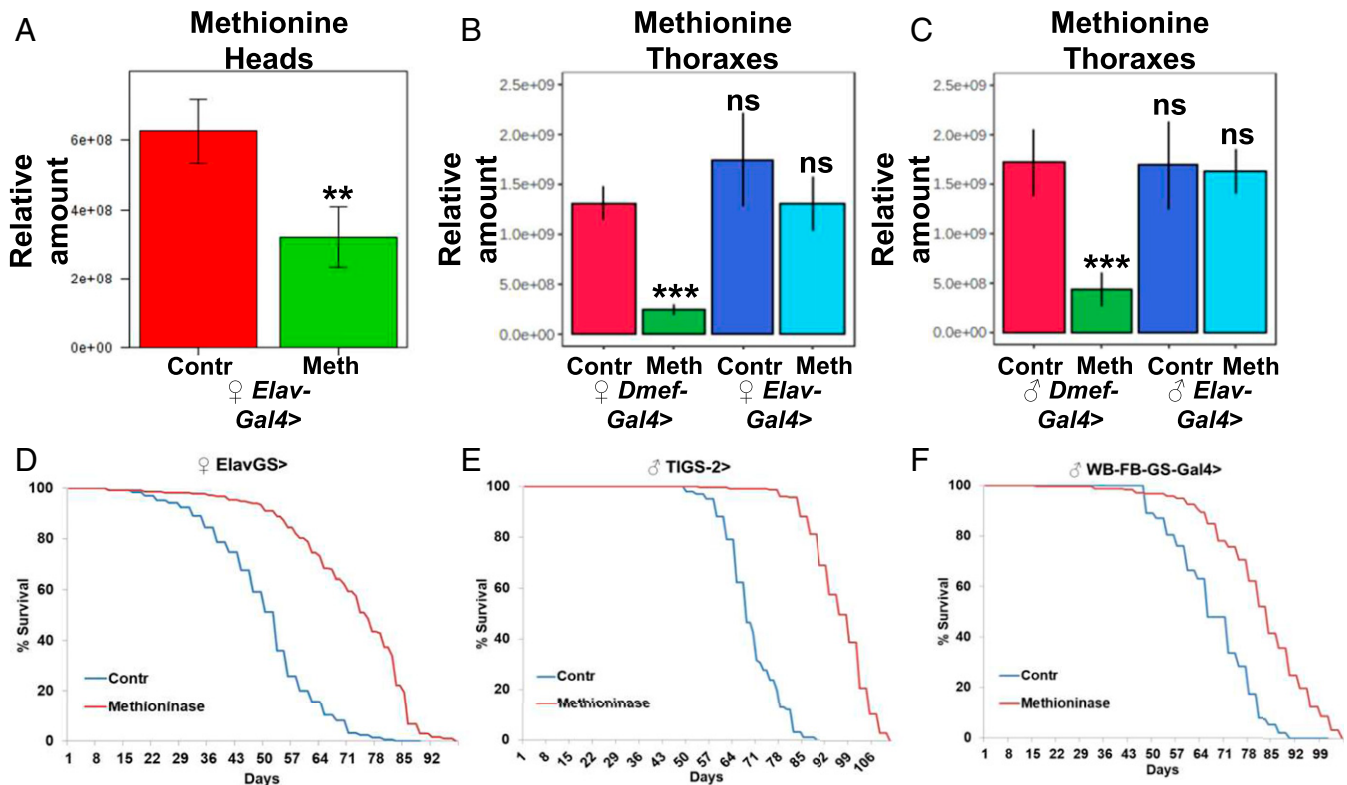 A
Methionine
Heads
Relative
amount
6e+08
4e+08
2e+08
0e+00
**
Contr Meth
♀ Elav-
Gal4>
B
Methionine
Thoraxes
Relative
amount
2.5e+09
2.0e+09
1.5e+09
1.0e+09
5.0e+08
0.0e+00
***
ns
ns
Contr Meth Contr Meth
♀ Dmef- ♀ Elav-
Gal4> Gal4>
C
Methionine
Thoraxes
Relative
amount
2.5e+09
2.0e+09
1.5e+09
1.0e+09
5.0e+08
0.0e+00
***
ns
ns
Contr Meth Contr Meth
♂ Dmef- ♂ Elav-
Gal4> Gal4>
D
♀ ElavGS>
% Survival
100
80
60
40
20
0
Contr
Methioninase
1 8 15 22 29 36 43 50 57 64 71 78 85 92
Days
E
♂ TIGS-2>
% Survival
100
80
60
40
20
0
Contr
Methioninase
1 8 15 22 29 36 43 50 57 64 71 78 85 92 99 106
Days
F
♂ WB-FB-GS-Gal4>
% Survival
100
80
60
40
20
0
Contr
Methioninase
1 8 15 22 29 36 43 50 57 64 71 78 85 92 99
Days